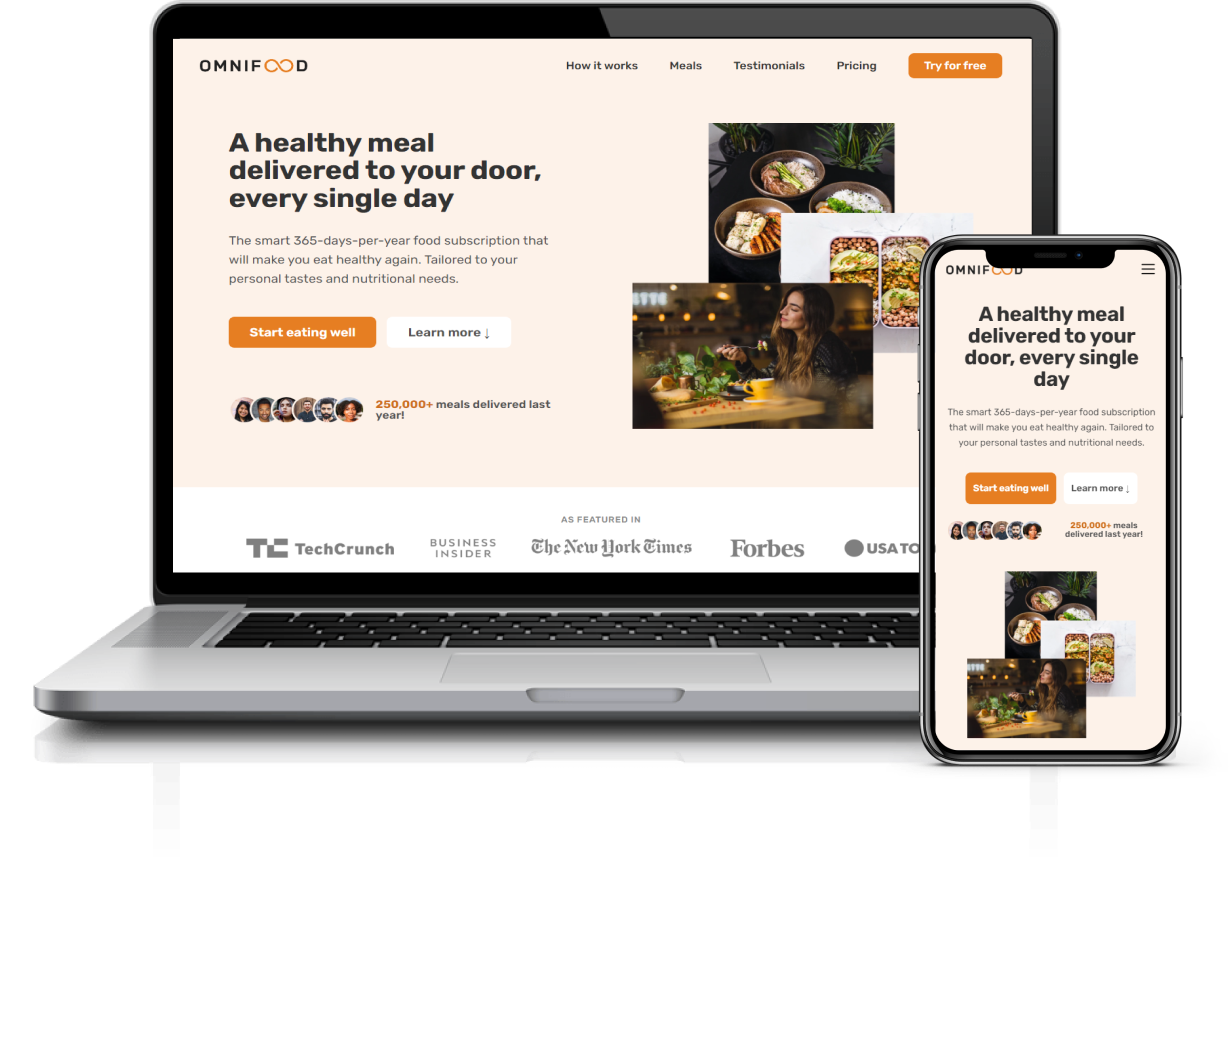 OMNIFOOD
How it works
Meals
Testimonials
Pricing
Try for free
A healthy meal
delivered to your door,
every single day
The smart 365-days-per-year food subscription that
will make you eat healthy again. Tailored to your
personal tastes and nutritional needs.
Start eating well
Learn more ↓
250,000+ meals delivered last
year!
AS FEATURED IN
TechCrunch
BUSINESS
INSIDER
The New York Times
Forbes
USA TO
OMNIFOOD
A healthy meal
delivered to your
door, every single
day
The smart 365-days-per-year food subscription
that will make you eat healthy again. Tailored to
your personal tastes and nutritional needs.
Start eating well
Learn more ↓
250,000+ meals
delivered last year!